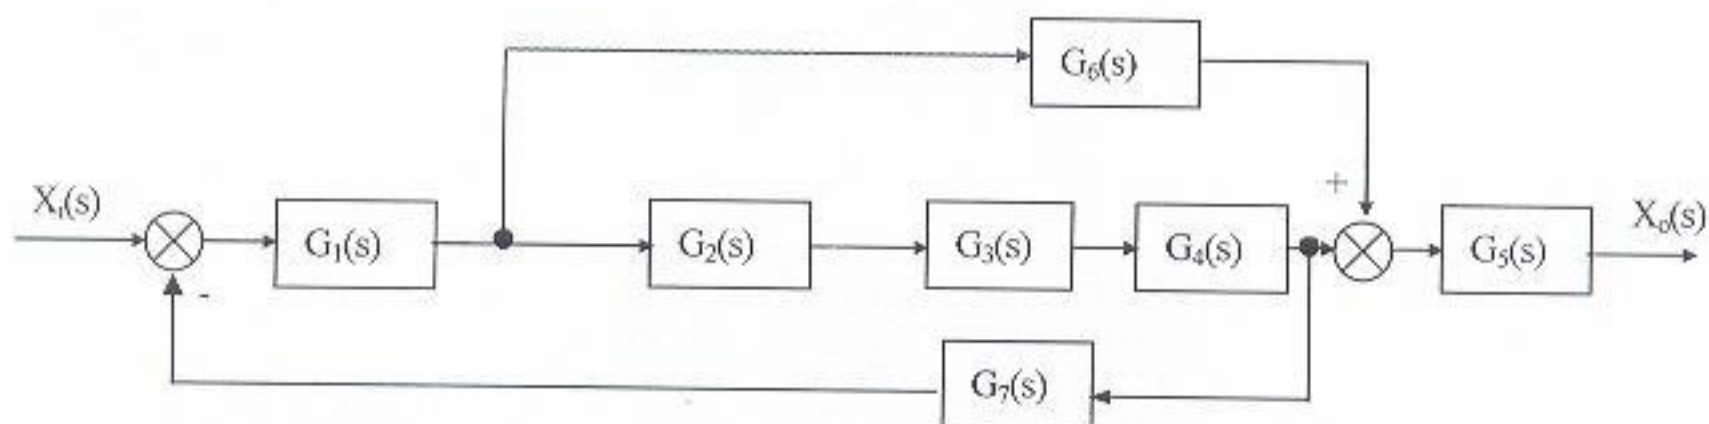 G₆(s)
+
Xᵢ(s)
G₁(s)
G₂(s)
G₃(s)
G₄(s)
G₅(s)
Xₒ(s)
-
G₇(s)